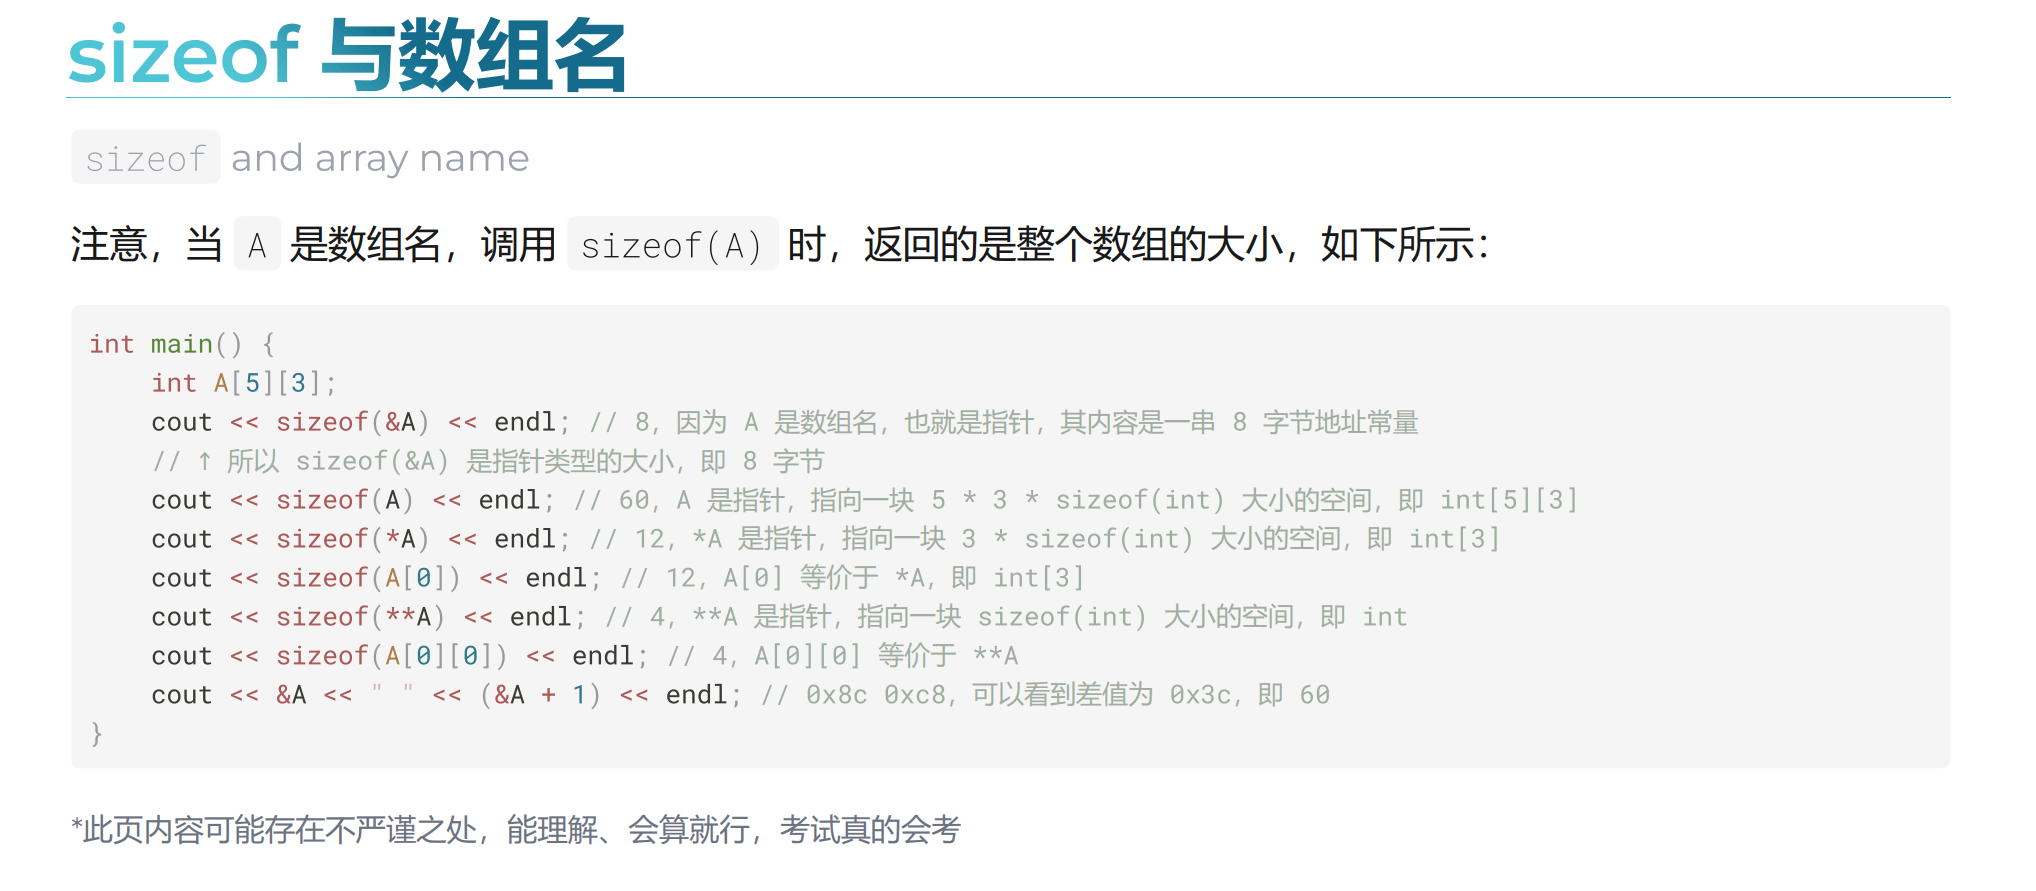 sizeof 与数组名
sizeof and array name
注意，当 A 是数组名，调用 sizeof(A) 时，返回的是整个数组的大小，如下所示：
int main() {
    int A[5][3];
    cout << sizeof(&A) << endl; // 8，因为 A 是数组名，也就是指针，其内容是一串 8 字节地址常量
    // ↑ 所以 sizeof(&A) 是指针类型的大小，即 8 字节
    cout << sizeof(A) << endl; // 60，A 是指针，指向一块 5 * 3 * sizeof(int) 大小的空间，即 int[5][3]
    cout << sizeof(*A) << endl; // 12，*A 是指针，指向一块 3 * sizeof(int) 大小的空间，即 int[3]
    cout << sizeof(A[0]) << endl; // 12，A[0] 等价于 *A，即 int[3]
    cout << sizeof(**A) << endl; // 4，**A 是指针，指向一块 sizeof(int) 大小的空间，即 int
    cout << sizeof(A[0][0]) << endl; // 4，A[0][0] 等价于 **A
    cout << &A << " " << (&A + 1) << endl; // 0x8c 0xc8，可以看到差值为 0x3c，即 60
}
*此页内容可能存在不严谨之处，能理解、会算就行，考试真的会考